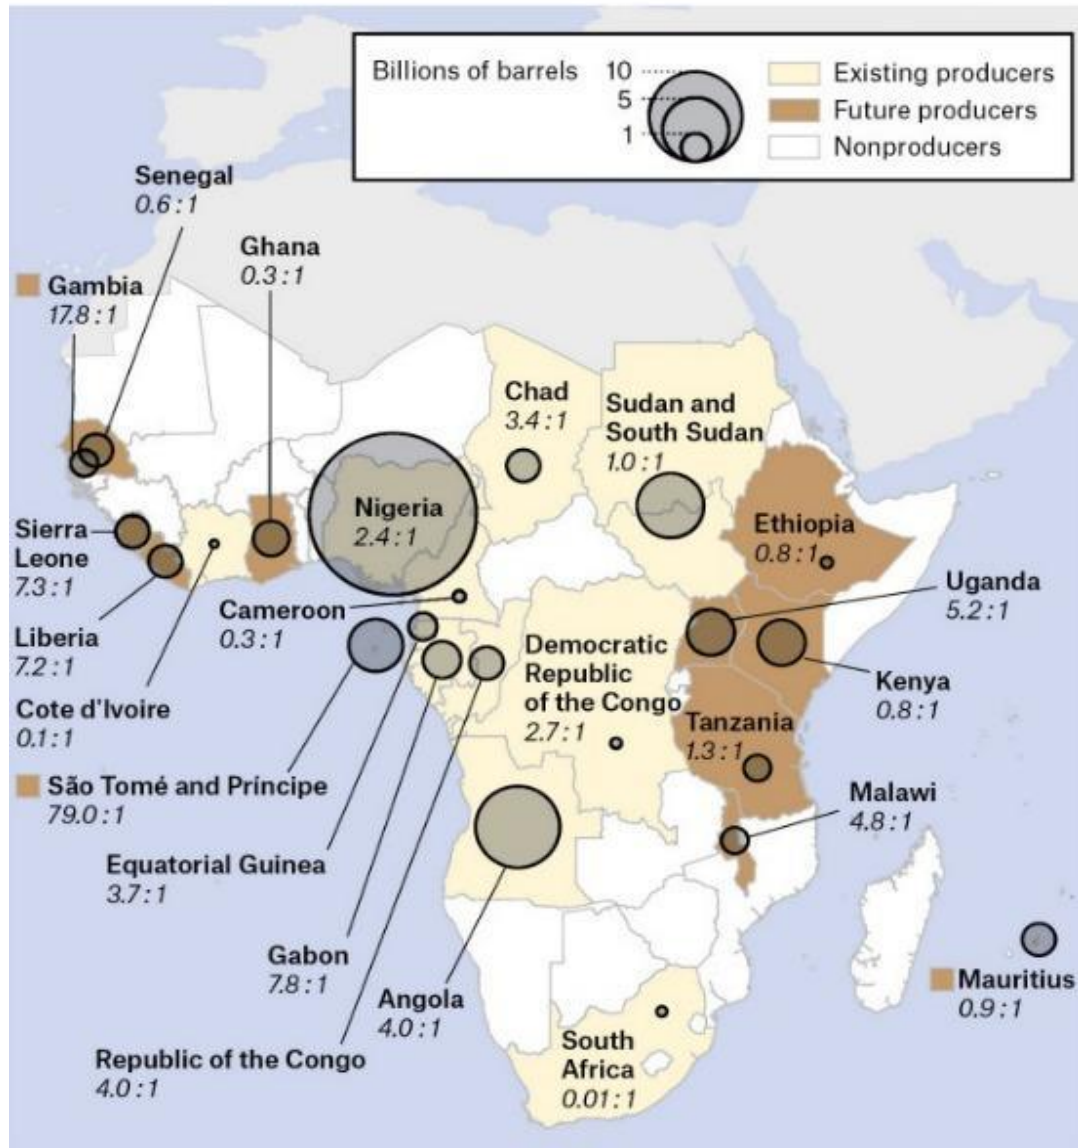 Billions of barrels
10
5
1
Existing producers
Future producers
Nonproducers
Senegal
0.6:1
Ghana
0.3:1
Gambia
17.8:1
Chad
3.4:1
Sudan and
South Sudan
1.0:1
Nigeria
2.4:1
Ethiopia
0.8:1
Sierra
Leone
7.3:1
Uganda
5.2:1
Cameroon
0.3:1
Liberia
7.2:1
Democratic
Republic
of the Congo
2.7:1
Kenya
0.8:1
Cote d'Ivoire
0.1:1
Tanzania
1.3:1
São Tomé and Príncipe
79.0:1
Malawi
4.8:1
Equatorial Guinea
3.7:1
Gabon
7.8:1
Angola
4.0:1
Mauritius
0.9:1
Republic of the Congo
4.0:1
South
Africa
0.01:1